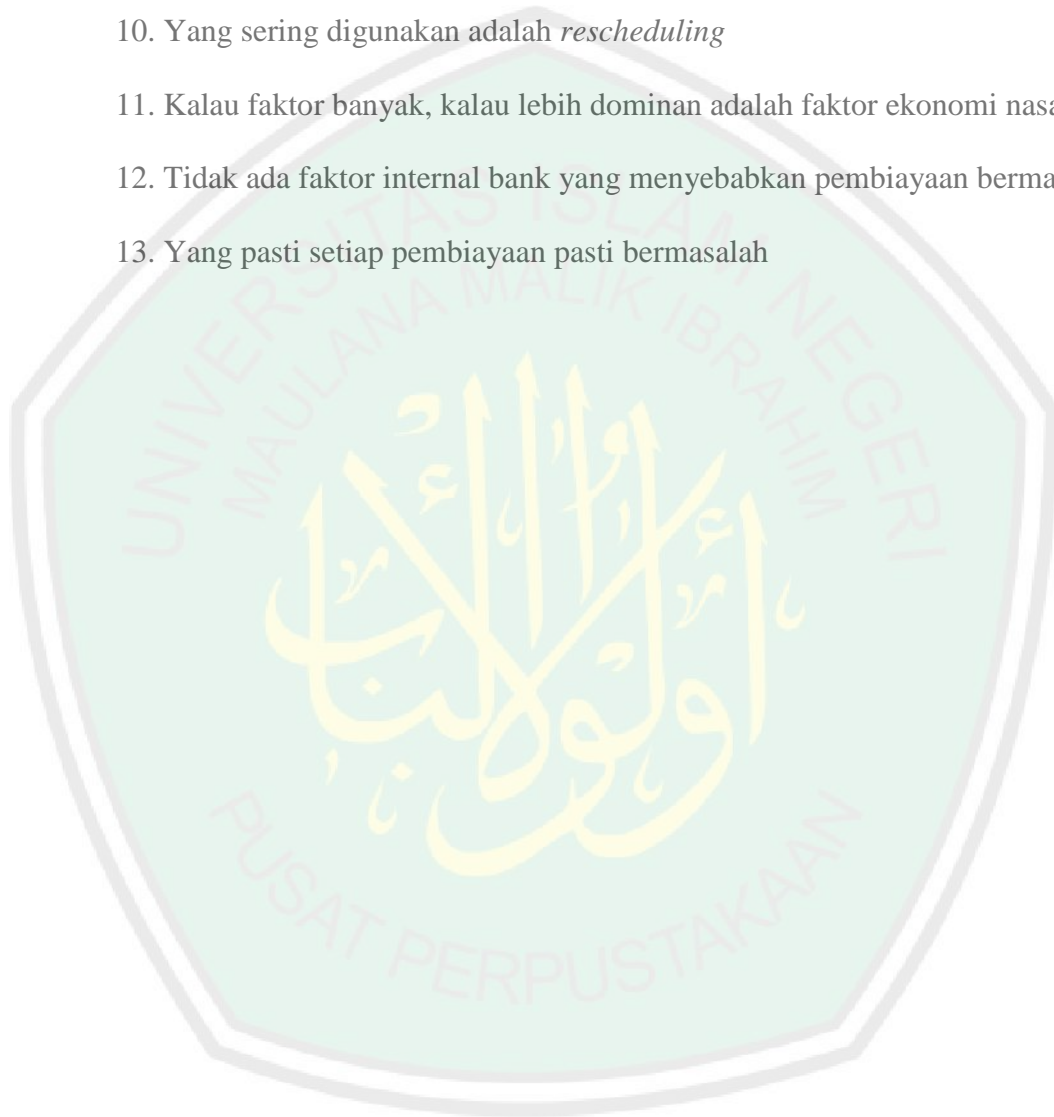 10. Yang sering digunakan adalah rescheduling
11. Kalau faktor banyak, kalau lebih dominan adalah faktor ekonomi
12. Tidak ada faktor internal bank yang menyebabkan pembiayaan
13. Yang pasti setiap pembiayaan pasti bermasalah
UNIVERSITAS ISLAM NEGERI
MAULANA MALIK IBRAHIM
أولوا الألباب
PUSAT PERPUSTAKAAN